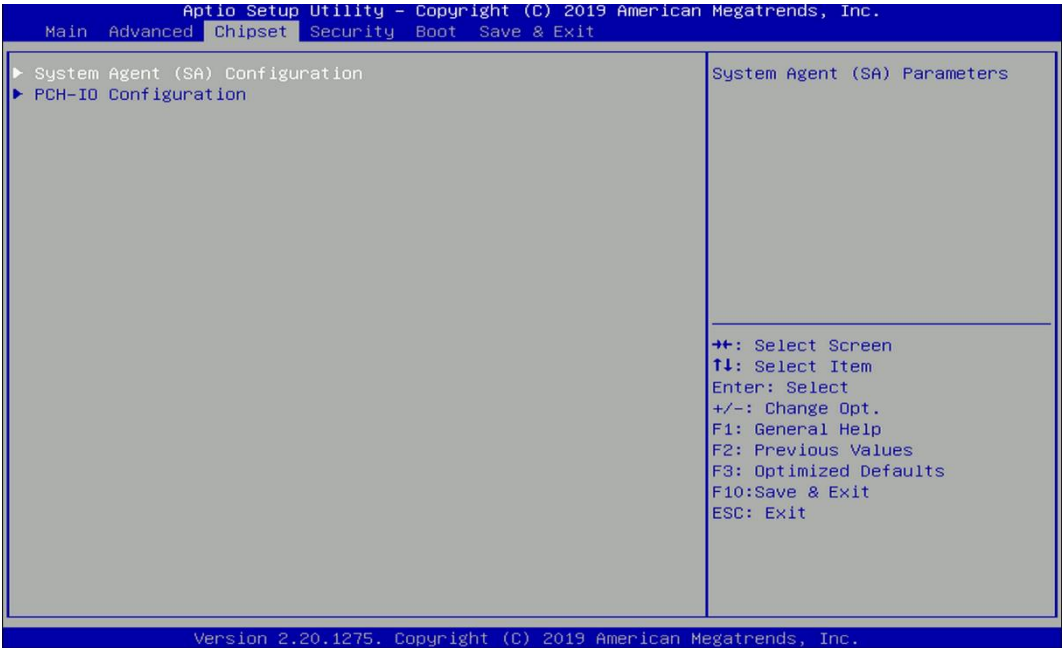 Aptio Setup Utility – Copyright (C) 2019 American Megatrends, Inc.
Main Advanced Chipset Security Boot Save & Exit
▶ System Agent (SA) Configuration
▶ PCH-IO Configuration
System Agent (SA) Parameters
→←: Select Screen
↑↓: Select Item
Enter: Select
+/-: Change Opt.
F1: General Help
F2: Previous Values
F3: Optimized Defaults
F10:Save & Exit
ESC: Exit
Version 2.20.1275. Copyright (C) 2019 American Megatrends, Inc.